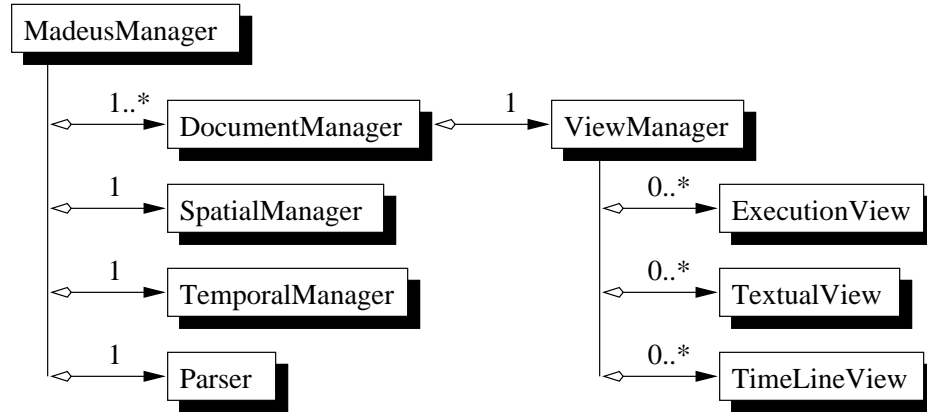 MadeusManager
1..*
DocumentManager
1
ViewManager
1
SpatialManager
0..*
ExecutionView
1
TemporalManager
0..*
TextualView
1
Parser
0..*
TimeLineView